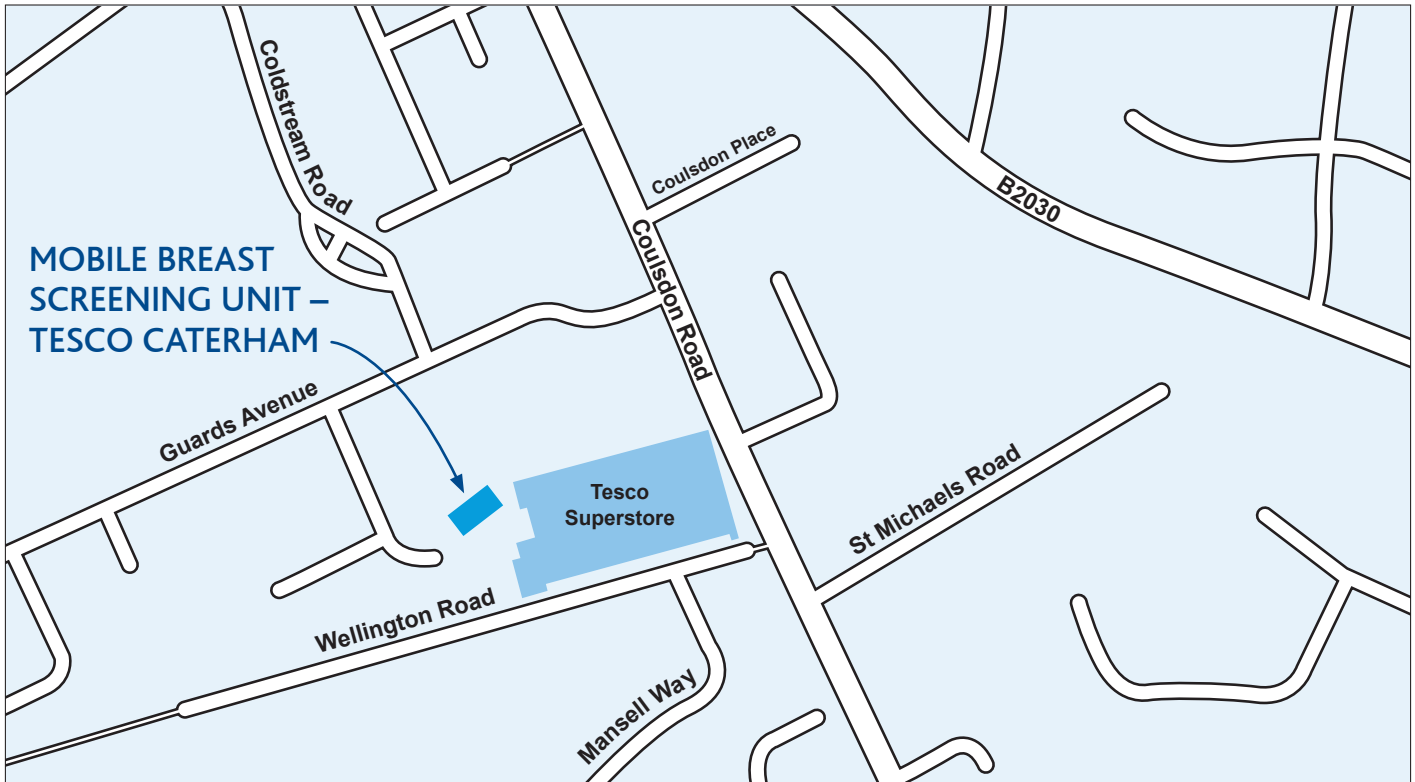 Coldstream Road
Coulsdon Place
B2030
MOBILE BREAST
SCREENING UNIT –
TESCO CATERHAM
Coulsdon Road
Guards Avenue
Tesco
Superstore
St Michaels Road
Wellington Road
Mansell Way